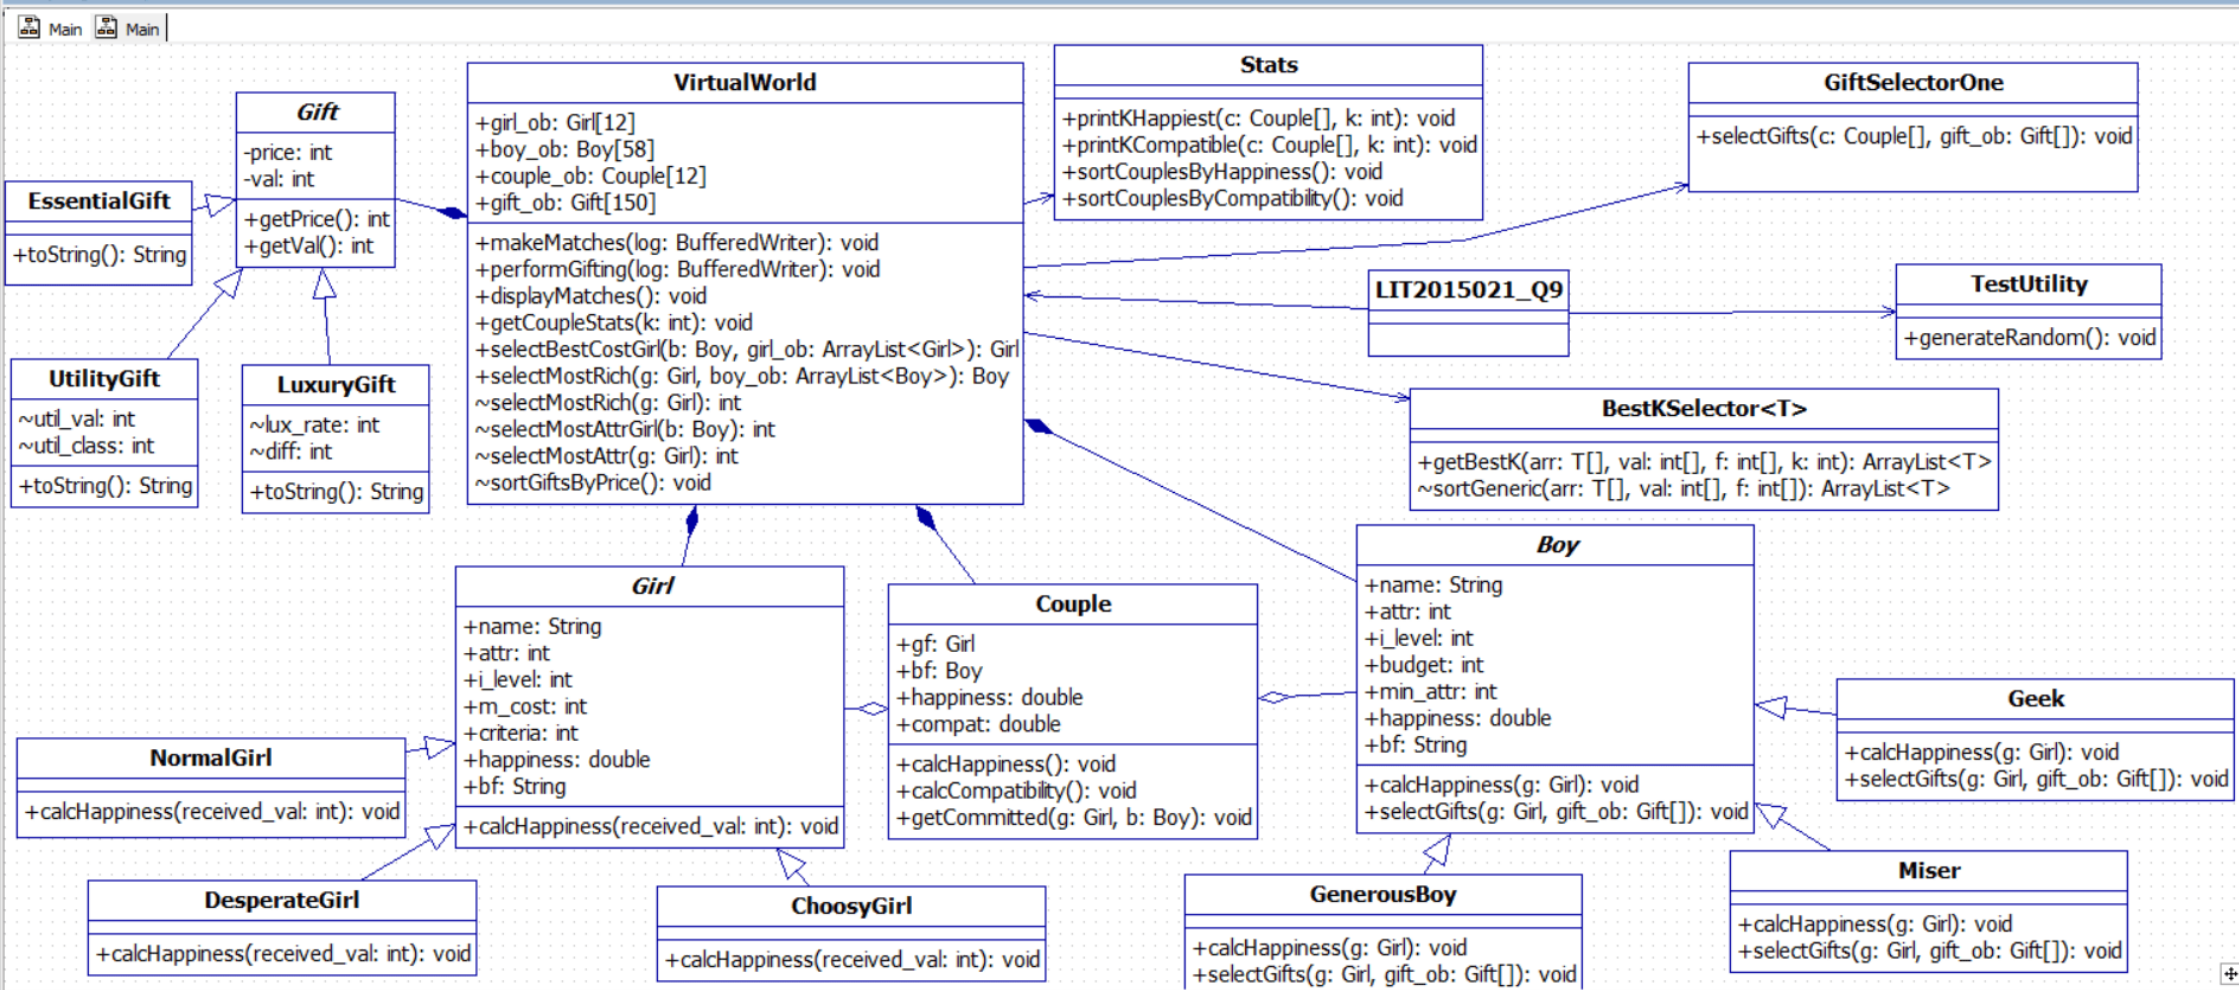 Main Main
Gift
-price: int
-val: int
+getPrice(): int
+getVal(): int
EssentialGift
+toString(): String
UtilityGift
~util_val: int
~util_class: int
+toString(): String
LuxuryGift
~lux_rate: int
~diff: int
+toString(): String
VirtualWorld
+girl_ob: Girl[12]
+boy_ob: Boy[58]
+couple_ob: Couple[12]
+gift_ob: Gift[150]
+makeMatches(log: BufferedWriter): void
+performGifting(log: BufferedWriter): void
+displayMatches(): void
+getCoupleStats(k: int): void
+selectBestCostGirl(b: Boy, girl_ob: ArrayList<Girl>): Girl
+selectMostRich(g: Girl, boy_ob: ArrayList<Boy>): Boy
~selectMostRich(g: Girl): int
~selectMostAttrGirl(b: Boy): int
~selectMostAttr(g: Girl): int
~sortGiftsByPrice(): void
Stats
+printKHappiest(c: Couple[], k: int): void
+printKCompatible(c: Couple[], k: int): void
+sortCouplesByHappiness(): void
+sortCouplesByCompatibility(): void
GiftSelectorOne
+selectGifts(c: Couple[], gift_ob: Gift[]): void
LIT2015021_Q9
TestUtility
+generateRandom(): void
BestKSelector<T>
+getBestK(arr: T[], val: int[], f: int[], k: int): ArrayList<T>
~sortGeneric(arr: T[], val: int[], f: int[]): ArrayList<T>
Girl
+name: String
+attr: int
+i_level: int
+m_cost: int
+criteria: int
+happiness: double
+bf: String
+calcHappiness(received_val: int): void
Couple
+gf: Girl
+bf: Boy
+happiness: double
+compat: double
+calcHappiness(): void
+calcCompatibility(): void
+getCommitted(g: Girl, b: Boy): void
Boy
+name: String
+attr: int
+i_level: int
+budget: int
+min_attr: int
+happiness: double
+bf: String
+calcHappiness(g: Girl): void
+selectGifts(g: Girl, gift_ob: Gift[]): void
Geek
+calcHappiness(g: Girl): void
+selectGifts(g: Girl, gift_ob: Gift[]): void
NormalGirl
+calcHappiness(received_val: int): void
DesperateGirl
+calcHappiness(received_val: int): void
ChoosyGirl
+calcHappiness(received_val: int): void
GenerousBoy
+calcHappiness(g: Girl): void
+selectGifts(g: Girl, gift_ob: Gift[]): void
Miser
+calcHappiness(g: Girl): void
+selectGifts(g: Girl, gift_ob: Gift[]): void